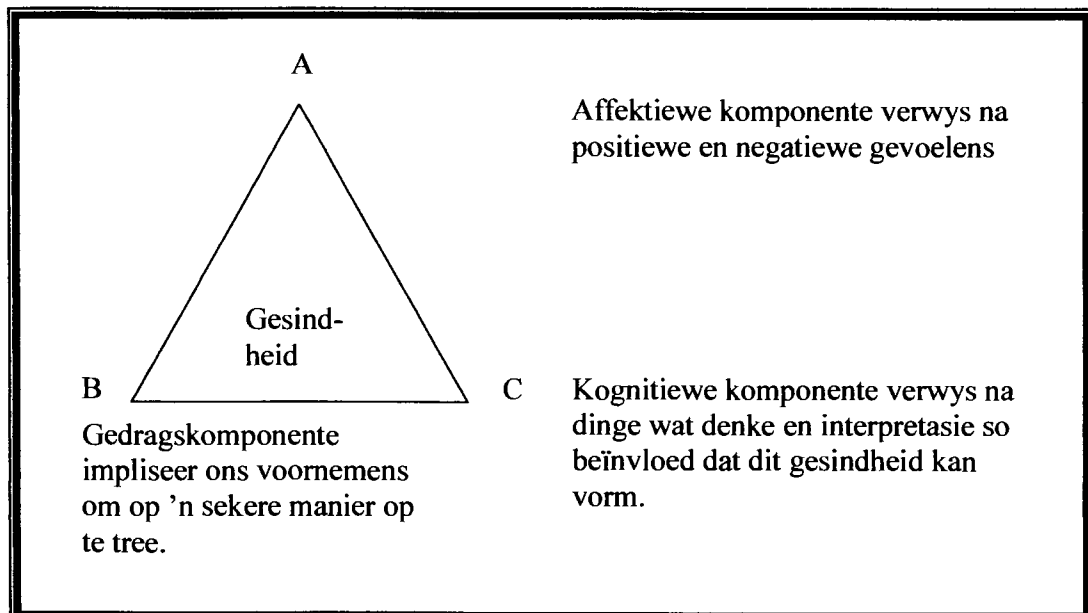 A
Affektiewe komponente verwys na
positiewe en negatiewe gevoelens
Gesind-
heid
B
C
Kognitiewe komponente verwys na
dinge wat denke en interpretasie so
beïnvloed dat dit gesindheid kan
vorm.
Gedragskomponente
impliseer ons voornemens
om op ’n sekere manier op
te tree.